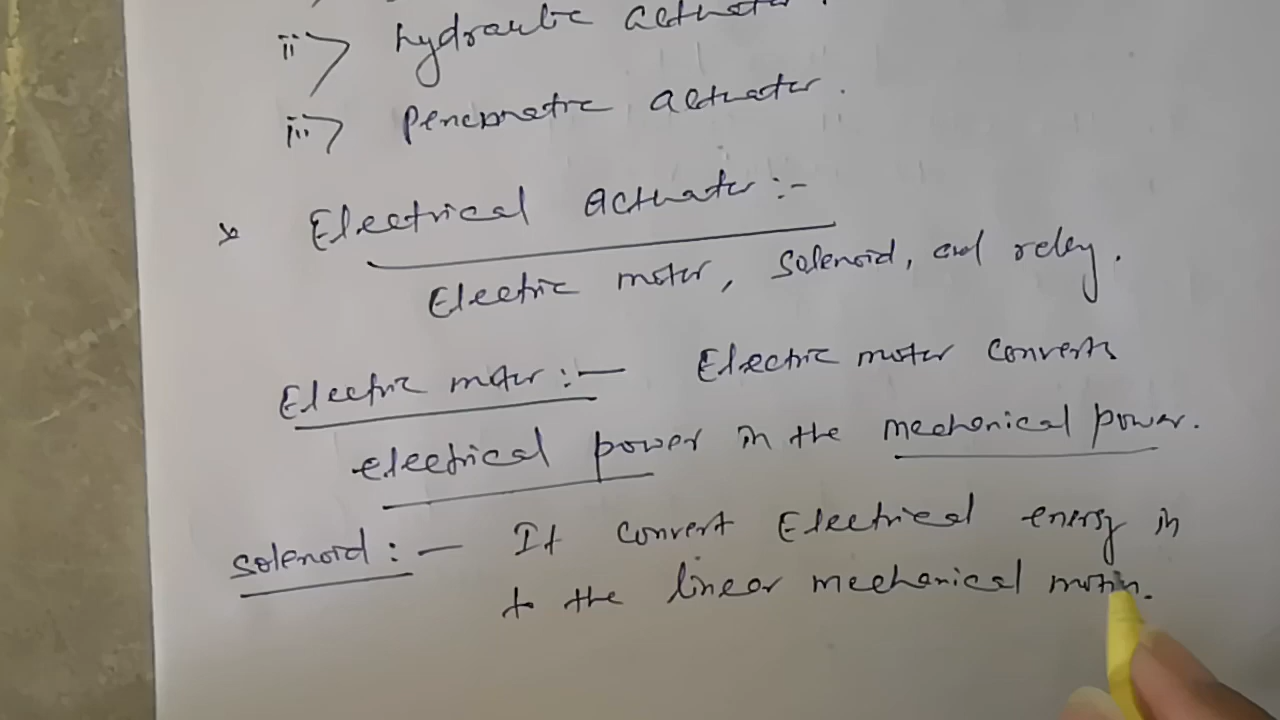 ii> hydraulic actuator.
iii> Penematic actuator.
* Electrical Actuator :-
Electric motor, Solenoid, and relay.
Electric motor :- Electric motor converts
electrical power in the mechanical power.
Solenoid :- It convert Electrical energy in
to the linear mechanical motion.